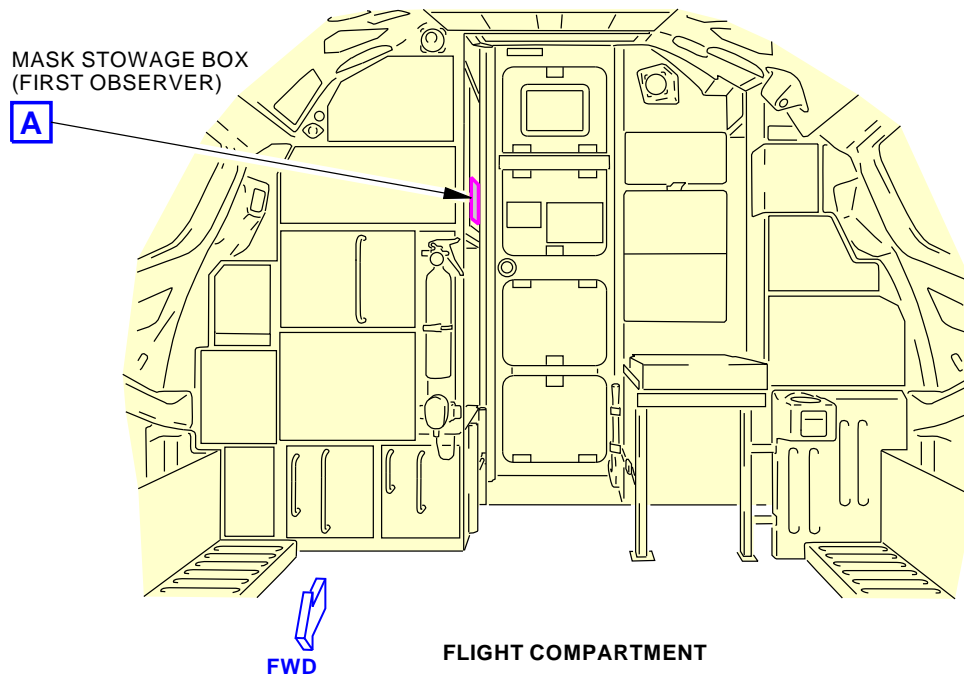 MASK STOWAGE BOX
(FIRST OBSERVER)
A
FWD
FLIGHT COMPARTMENT